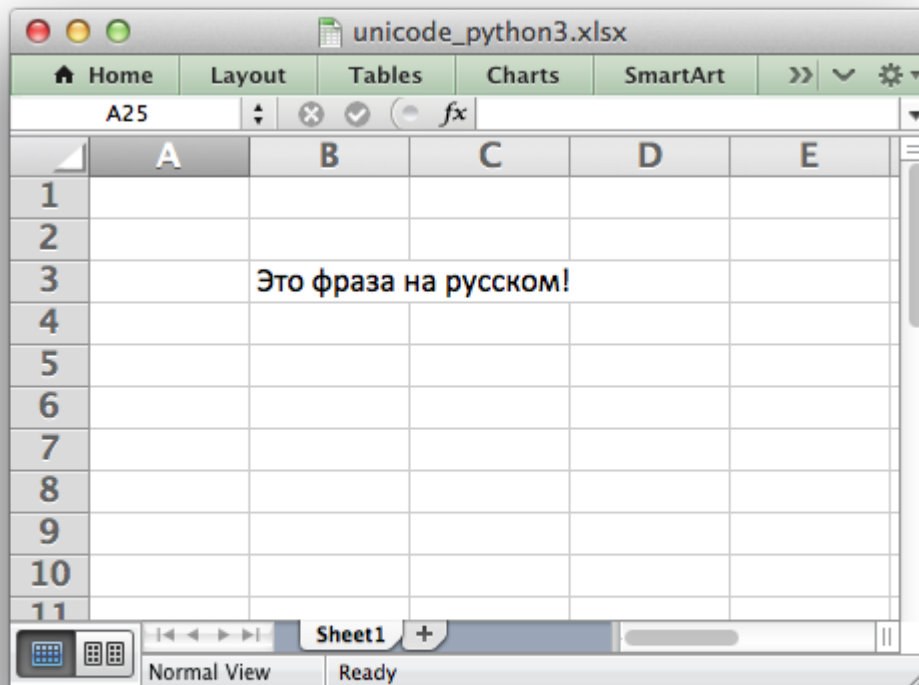 unicode_python3.xlsx
Home Layout Tables Charts SmartArt
A25 fx
A B C D E
1
2
3 Это фраза на русском!
4
5
6
7
8
9
10
11
Sheet1
Normal View Ready